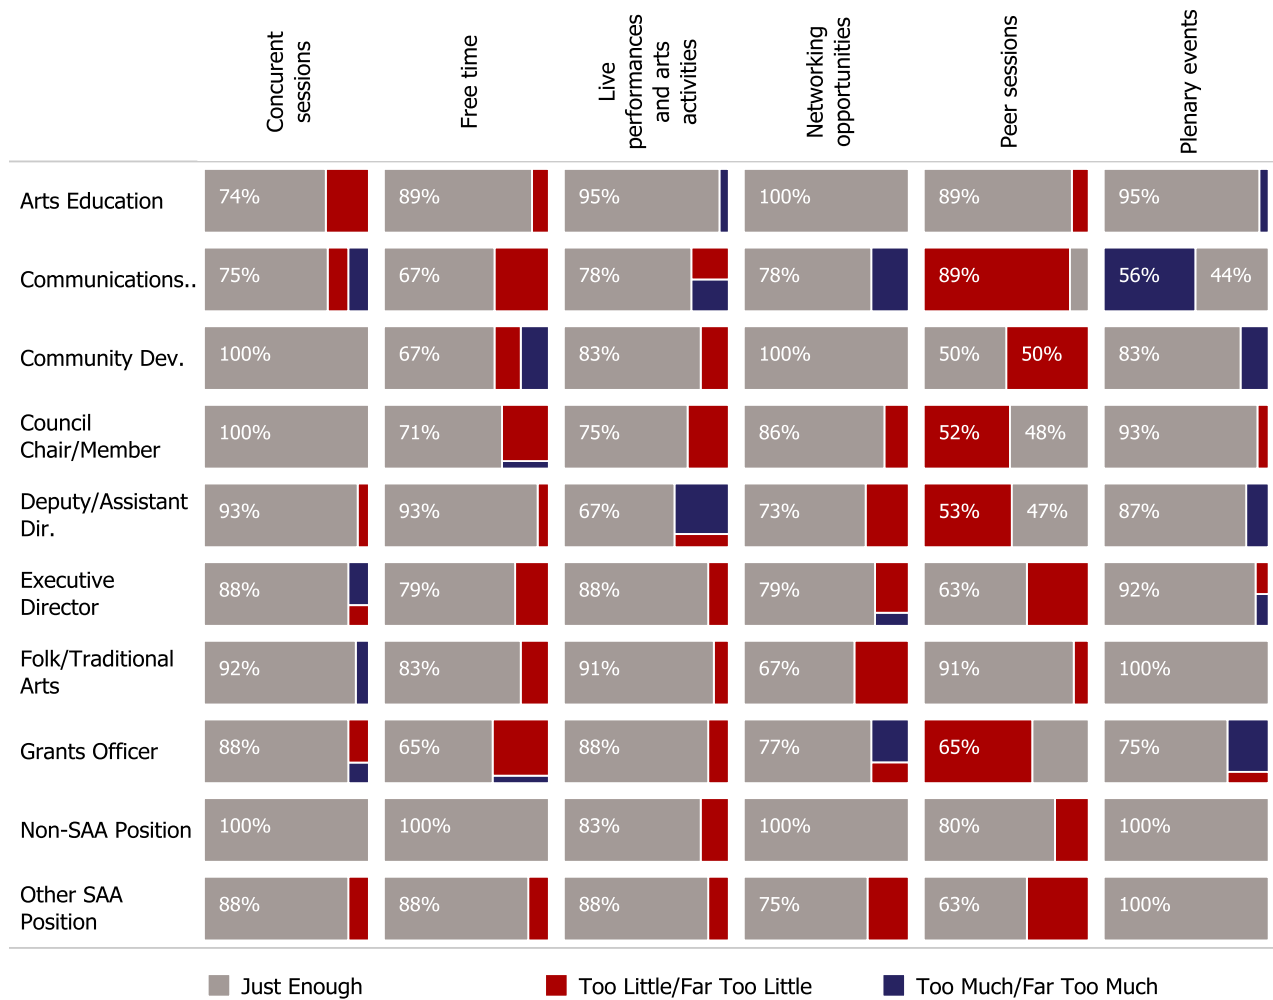 Concurent
sessions
Free time
Live
performances
and arts
activities
Networking
opportunities
Peer sessions
Plenary events
Arts Education
74%
89%
95%
100%
89%
95%
Communications..
75%
67%
78%
78%
89%
56%
44%
Community Dev.
100%
67%
83%
100%
50%
50%
83%
Council
Chair/Member
100%
71%
75%
86%
52%
48%
93%
Deputy/Assistant
Dir.
93%
93%
67%
73%
53%
47%
87%
Executive
Director
88%
79%
88%
79%
63%
92%
Folk/Traditional
Arts
92%
83%
91%
67%
91%
100%
Grants Officer
88%
65%
88%
77%
65%
75%
Non-SAA Position
100%
100%
83%
100%
80%
100%
Other SAA
Position
88%
88%
88%
75%
63%
100%
Just Enough
Too Little/Far Too Little
Too Much/Far Too Much